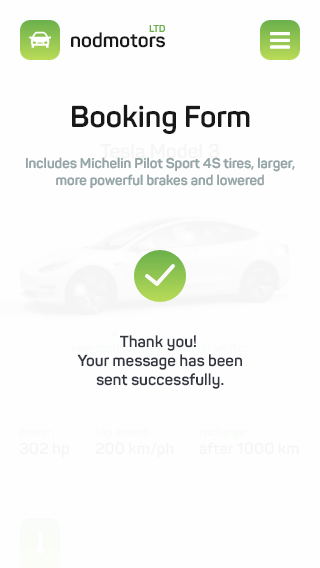 LTD
nodmotors
Booking Form
Tesla Model 3
Includes Michelin Pilot Sport 4S tires, larger,
more powerful brakes and lowered
Thank you!
Your message has been
sent successfully.
302 hp 200 km/ph after 1000 km